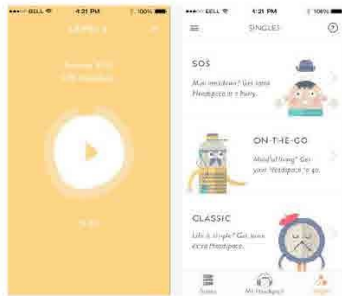 BELL
4:21 PM
100%
LEVEL 1
BELL
4:21 PM
100%
SINGLES
?
SOS
Mini meltdown? Get some
Headspace in a hurry.
ON-THE-GO
Mindful living? Get
your Headspace to go.
CLASSIC
Life is simple? Get some
extra Headspace.
Home
My Headspace
Singles